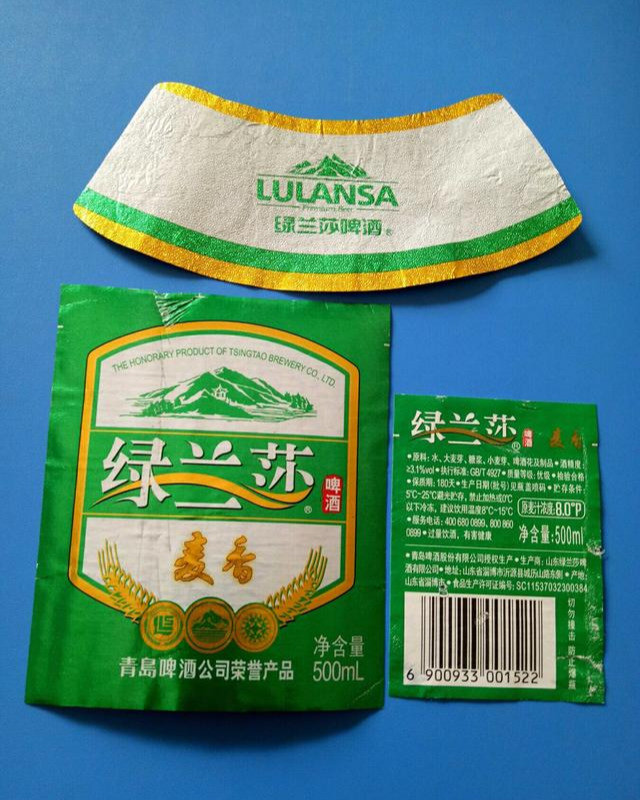 LULANSA
Premium Beer
绿兰莎啤酒®
THE HONORARY PRODUCT OF TSINGTAO BREWERY CO., LTD.
绿兰莎®
啤酒
麦香
净含量
500mL
青島啤酒公司荣誉产品
绿兰莎®
啤酒
麦香
•原料:水、大麦芽、糖浆、小麦芽、啤酒花及制品 •酒精度:
≥3.1%vol •执行标准:GB/T 4927 •质量等级:优级 •检验合格
•保质期:180天 •生产日期(批号)见瓶盖喷码 •贮存条件:
5℃~25℃避光贮存,禁止加热或0℃
以下冷冻,建议饮用温度8℃~15℃
•服务电话:400 680 0899,800 860
0899 •过量饮酒,有害健康
原麦汁浓度:8.0°P
净含量:500ml
•青島啤酒股份有限公司授权生产 •生产商:山东绿兰莎啤
酒有限公司 •地址:山东省淄博市沂源县城历山路东侧 •产地:
山东省淄博市 •食品生产许可证编号:SC11537032300384
切勿撞击 防止爆瓶
6 900933 001522